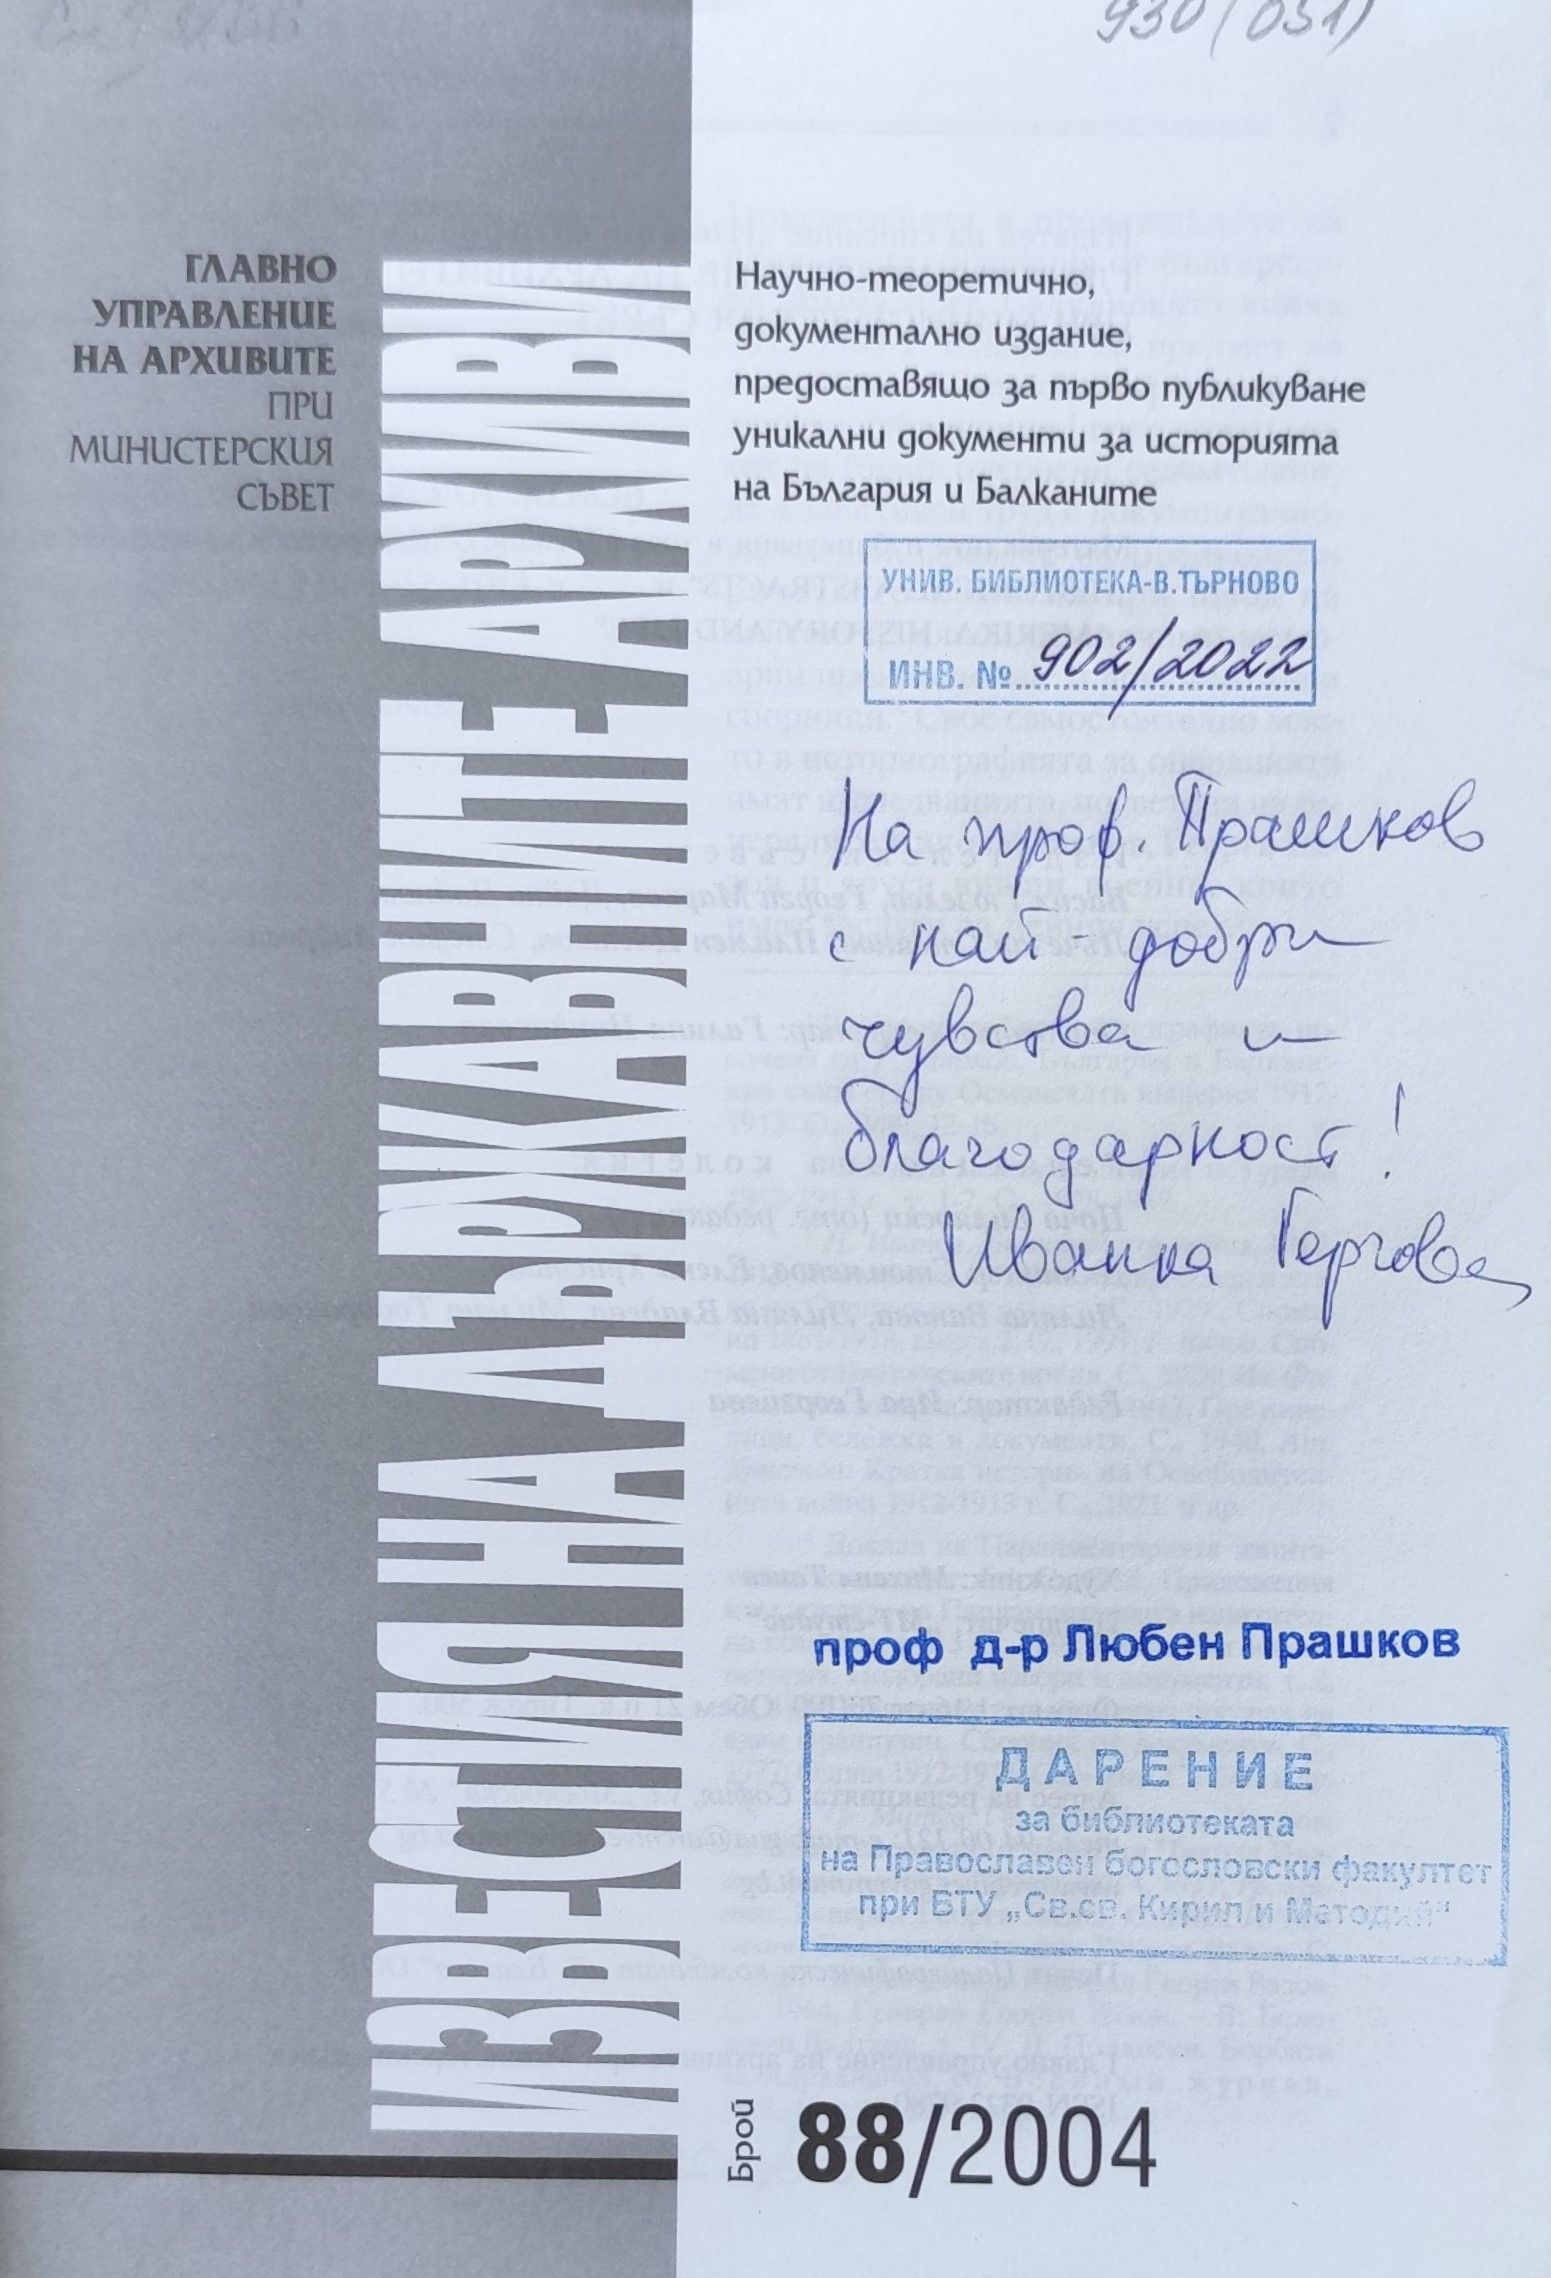 930(031)
ГЛАВНО
УПРАВЛЕНИЕ
НА АРХИВИТЕ
ПРИ
МИНИСТЕРСКИЯ
СЪВЕТ
ИЗВЕСТИЯ НА ДЪРЖАВНИТЕ АРХИВИ
Научно-теоретично,
документално издание,
предоставящо за първо публикуване
уникални документи за историята
на България и Балканите
УНИВ. БИБЛИОТЕКА-В.ТЪРНОВО
ИНВ. № 902/2022
На проф. Прашков
с най-добри
чувства и
благодарност!
Иванка Гергова
проф д-р Любен Прашков
ДАРЕНИЕ
за библиотеката
на Православен богословски факултет
при ВТУ „Св.св. Кирил и Методий"
Брой 88/2004